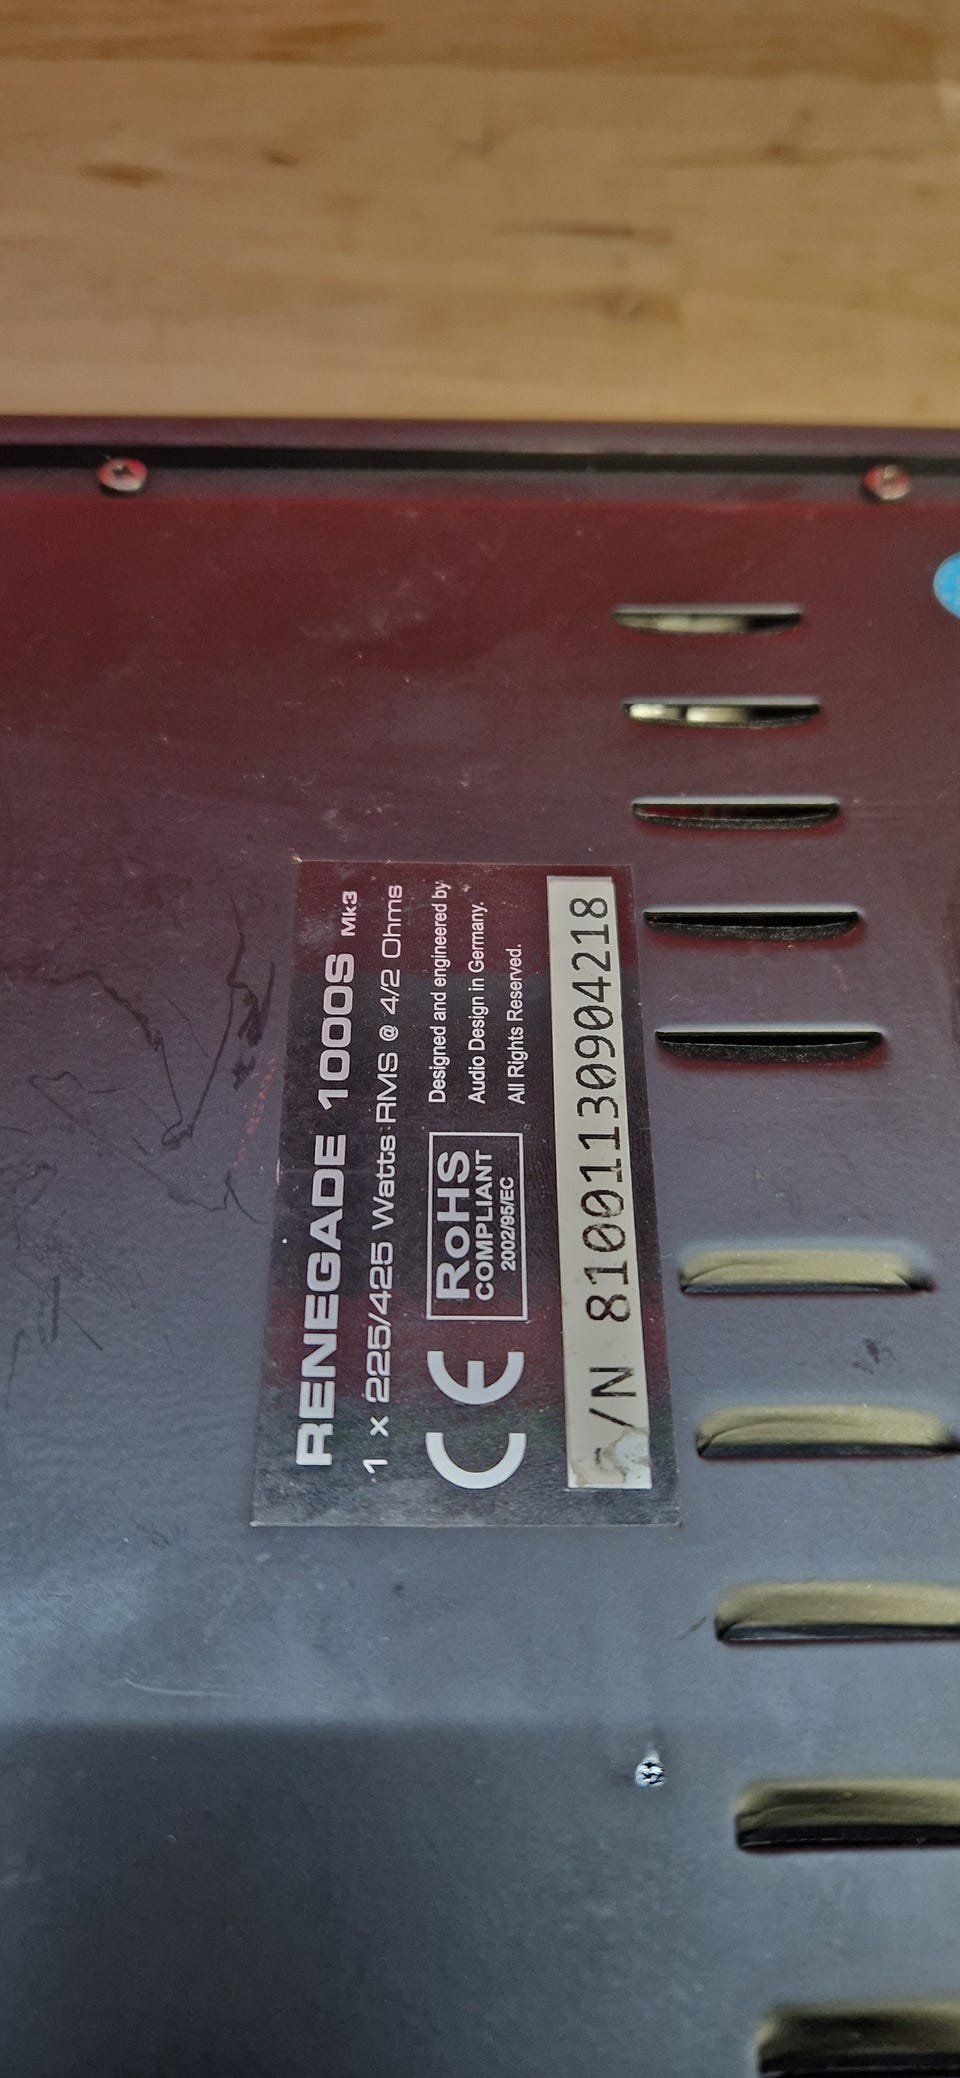 RENEGADE 1000S Mk3
1 x 225/425 Watts RMS @ 4/2 Ohms
CE
RoHS
COMPLIANT
2002/95/EC
Designed and engineered by
Audio Design in Germany.
All Rights Reserved.
/N 81001130904218